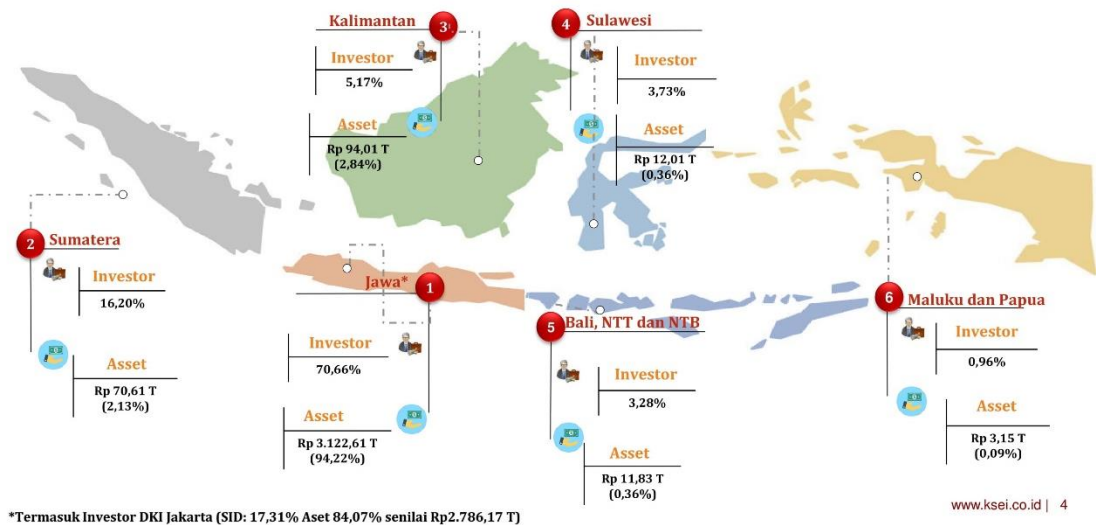 Kalimantan
3
Investor
5,17%
Asset
Rp 94,01 T
(2,84%)
4
Sulawesi
Investor
3,73%
Asset
Rp 12,01 T
(0,36%)
2
Sumatera
Investor
16,20%
Asset
Rp 70,61 T
(2,13%)
Jawa*
1
Investor
70,66%
Asset
Rp 3.122,61 T
(94,22%)
5
Bali, NTT dan NTB
Investor
3,28%
Asset
Rp 11,83 T
(0,36%)
6
Maluku dan Papua
Investor
0,96%
Asset
Rp 3,15 T
(0,09%)
*Termasuk Investor DKI Jakarta (SID: 17,31% Aset 84,07% senilai Rp2.786,17 T)
www.ksei.co.id | 4